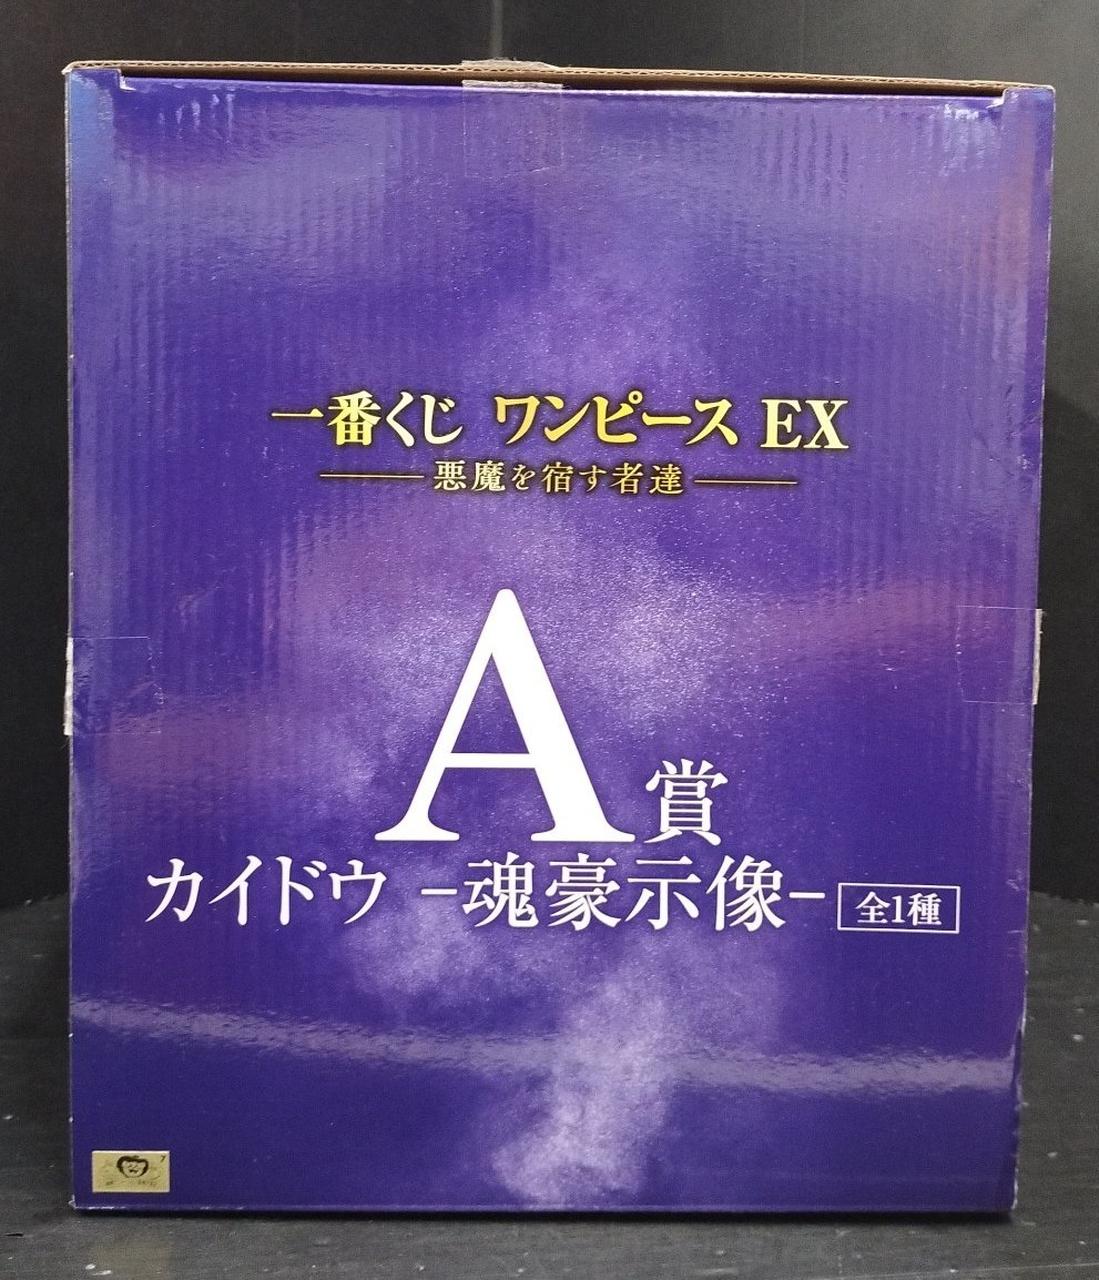 一番くじ ワンピース EX
悪魔を宿す者達
A賞
カイドウ -魂豪示像- 全1種